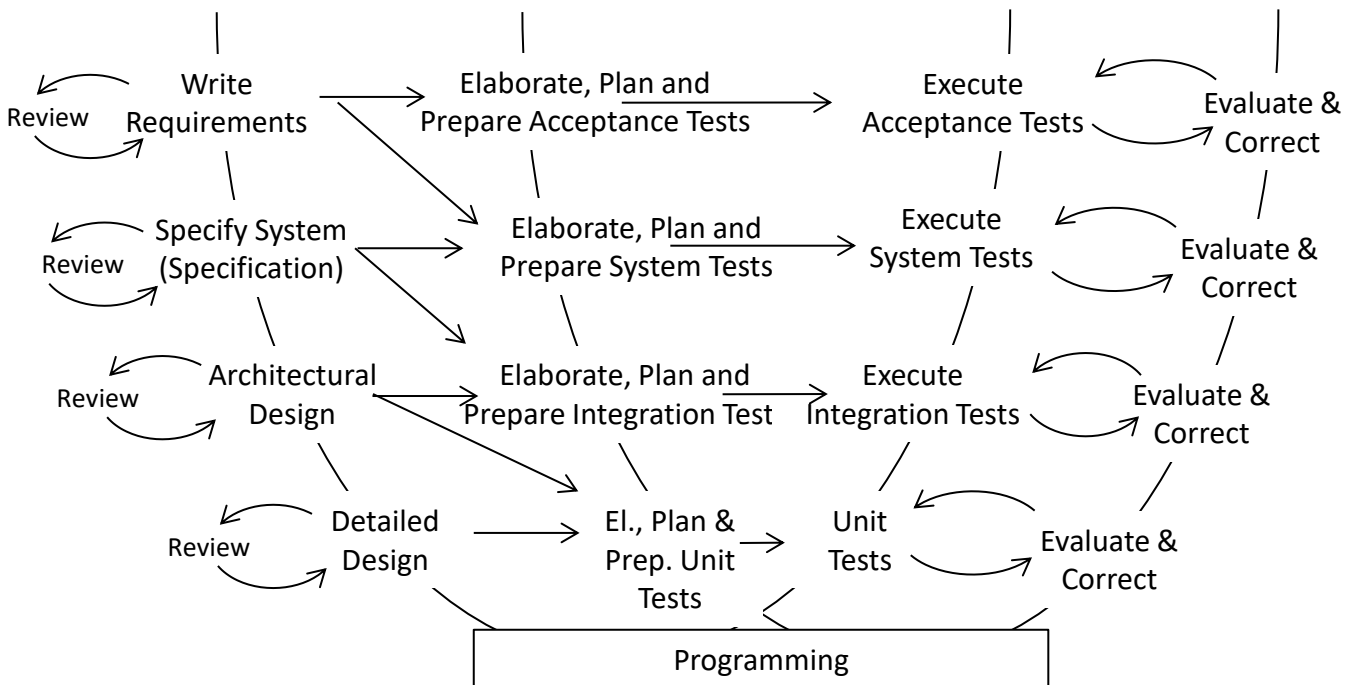 Write
Requirements
Review
Elaborate, Plan and
Prepare Acceptance Tests
Execute
Acceptance Tests
Evaluate &
Correct
Specify System
(Specification)
Review
Elaborate, Plan and
Prepare System Tests
Execute
System Tests
Evaluate &
Correct
Architectural
Design
Review
Elaborate, Plan and
Prepare Integration Test
Execute
Integration Tests
Evaluate &
Correct
Detailed
Design
Review
El., Plan &
Prep. Unit
Tests
Unit
Tests
Evaluate &
Correct
Programming